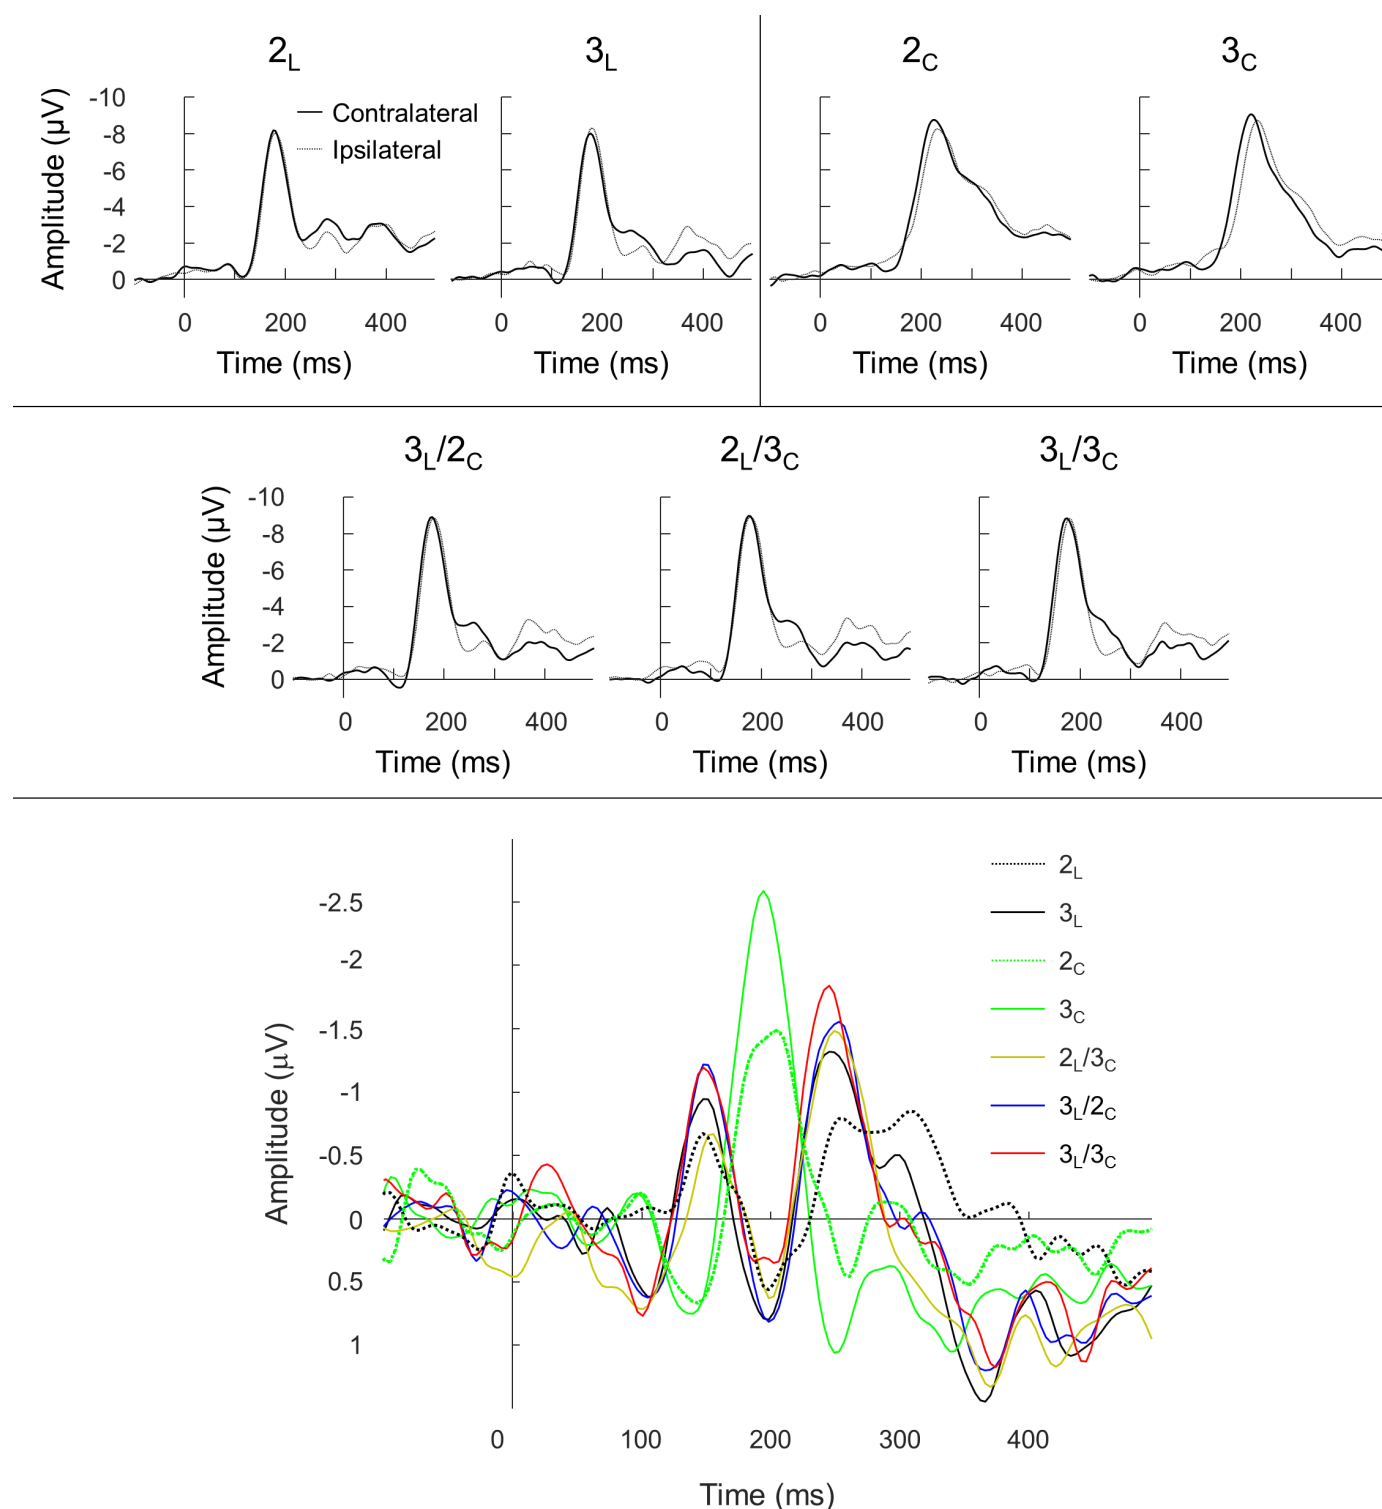 2L 3L 2C 3C
Amplitude (µV)
-10
-8
-6
-4
-2
0
Contralateral
Ipsilateral
0 200 400 0 200 400 0 200 400 0 200 400
Time (ms) Time (ms) Time (ms) Time (ms)
3L/2C 2L/3C 3L/3C
Amplitude (µV)
-10
-8
-6
-4
-2
0
0 200 400 0 200 400 0 200 400
Time (ms) Time (ms) Time (ms)
Amplitude (µV)
-2.5
-2
-1.5
-1
-0.5
0
0.5
1
2L
3L
2C
3C
2L/3C
3L/2C
3L/3C
0 100 200 300 400
Time (ms)